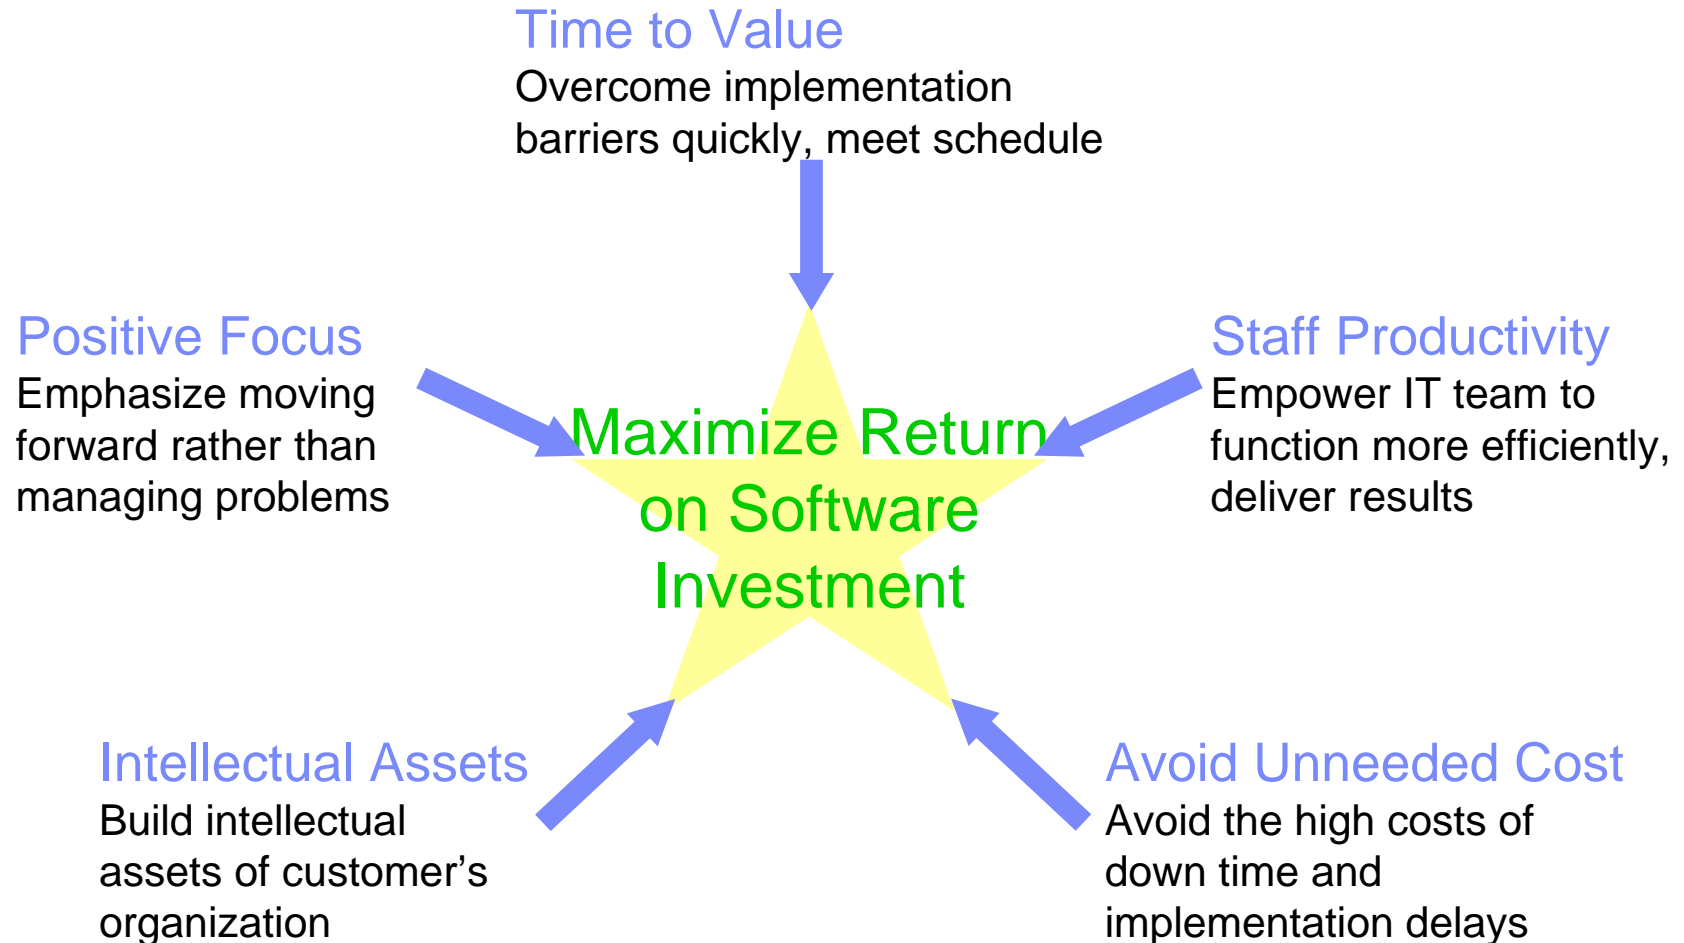 Time to Value
Overcome implementation
barriers quickly, meet schedule
Positive Focus
Emphasize moving
forward rather than
managing problems
Maximize Return
on Software
Investment
Staff Productivity
Empower IT team to
function more efficiently,
deliver results
Intellectual Assets
Build intellectual
assets of customer’s
organization
Avoid Unneeded Cost
Avoid the high costs of
down time and
implementation delays